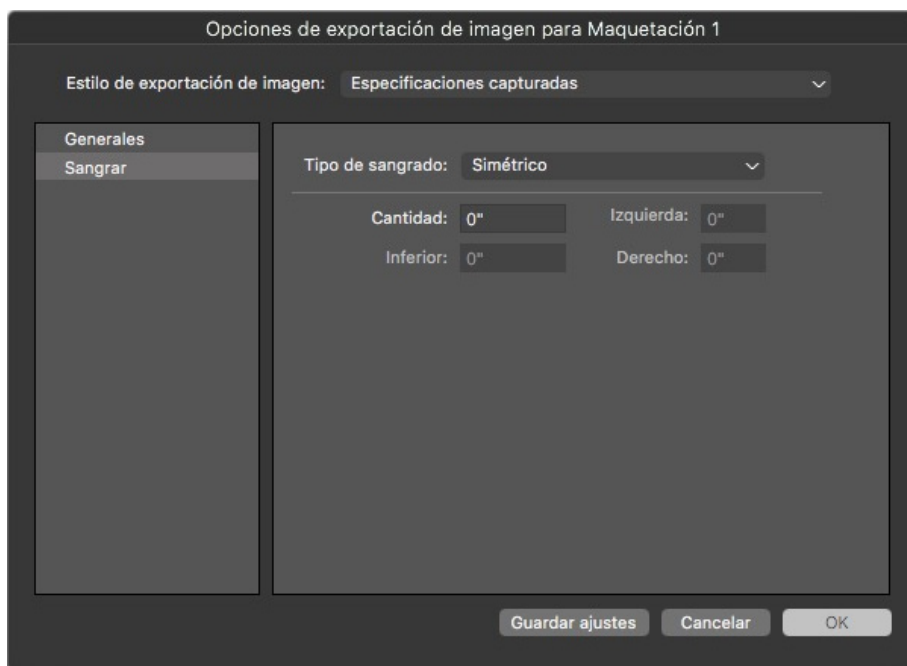 Opciones de exportación de imagen para Maquetación 1
Estilo de exportación de imagen: Especificaciones capturadas
Generales
Sangrar
Tipo de sangrado: Simétrico
Cantidad: 0" Izquierda: 0"
Inferior: 0" Derecho: 0"
Guardar ajustes Cancelar OK